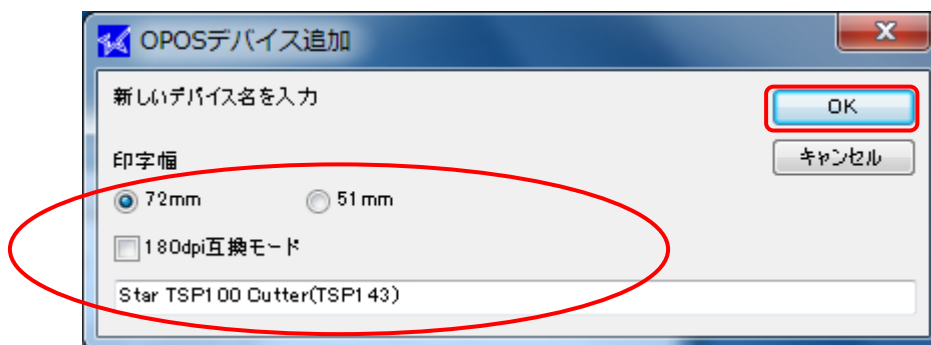 OPOSデバイス追加
新しいデバイス名を入力
OK
印字幅
キャンセル
72mm 51mm
180dpi互換モード
Star TSP100 Cutter(TSP143)